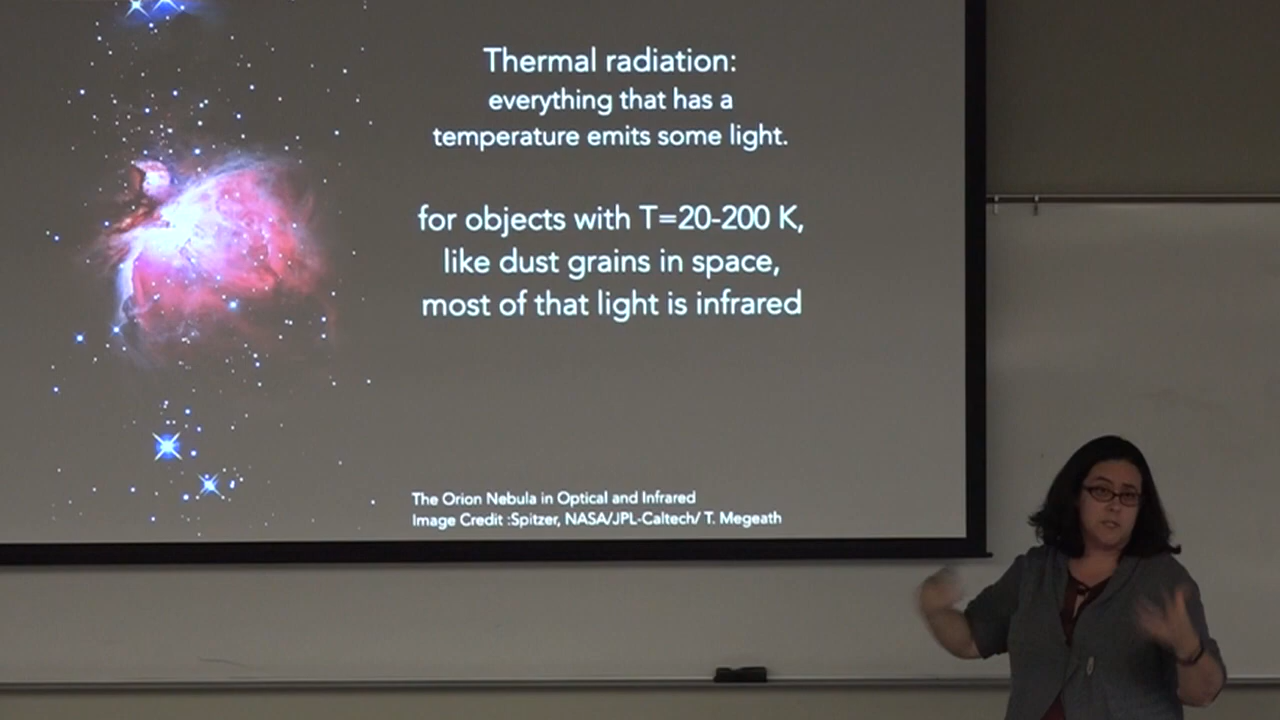 Thermal radiation:
everything that has a
temperature emits some light.
for objects with T=20-200 K,
like dust grains in space,
most of that light is infrared
The Orion Nebula in Optical and Infrared
Image Credit :Spitzer, NASA/JPL-Caltech/ T. Megeath